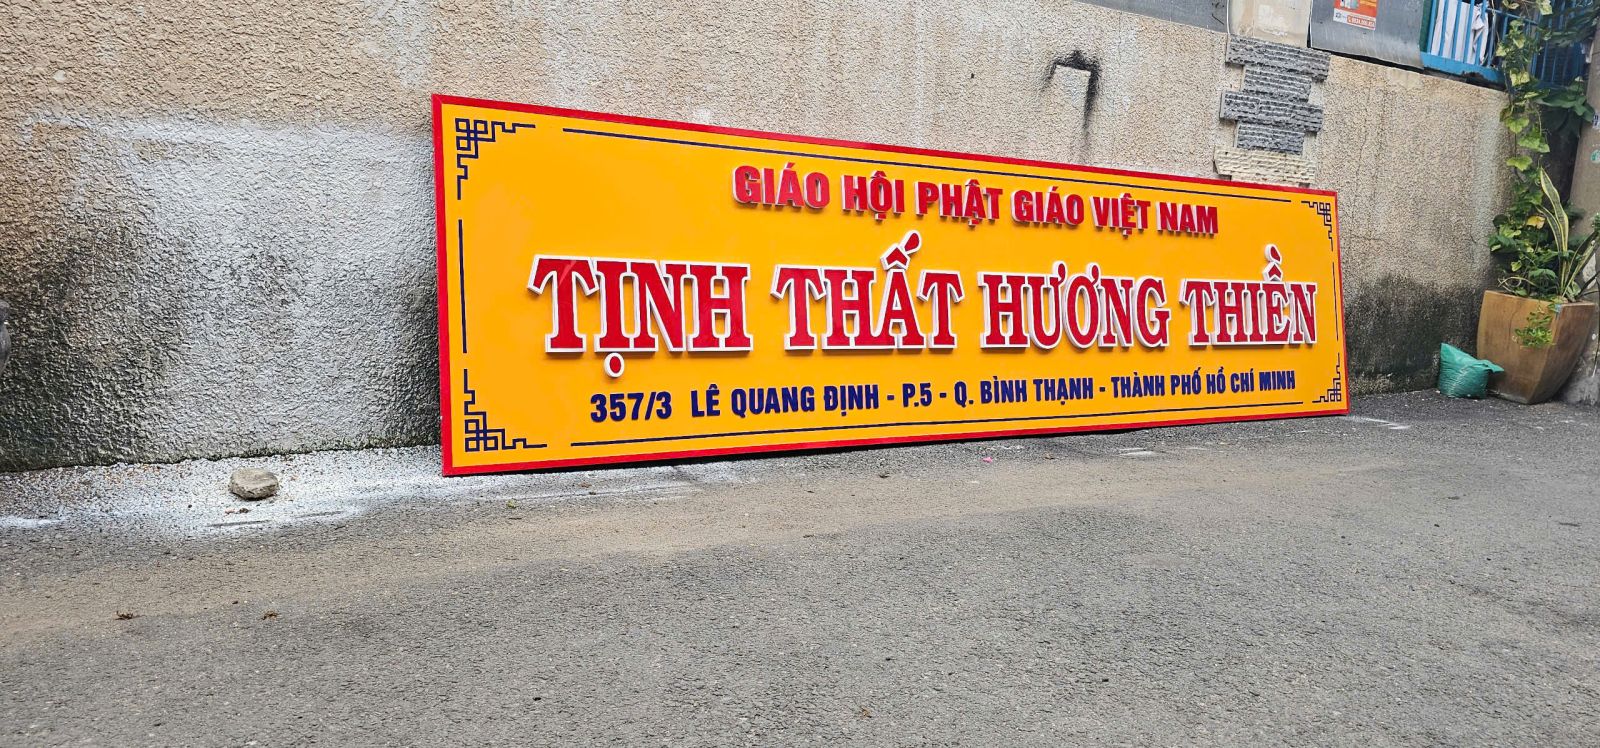 GIÁO HỘI PHẬT GIÁO VIỆT NAM
TỊNH THẤT HƯƠNG THIỀN
357/3 LÊ QUANG ĐỊNH - P.5 - Q. BÌNH THẠNH - THÀNH PHỐ HỒ CHÍ MINH